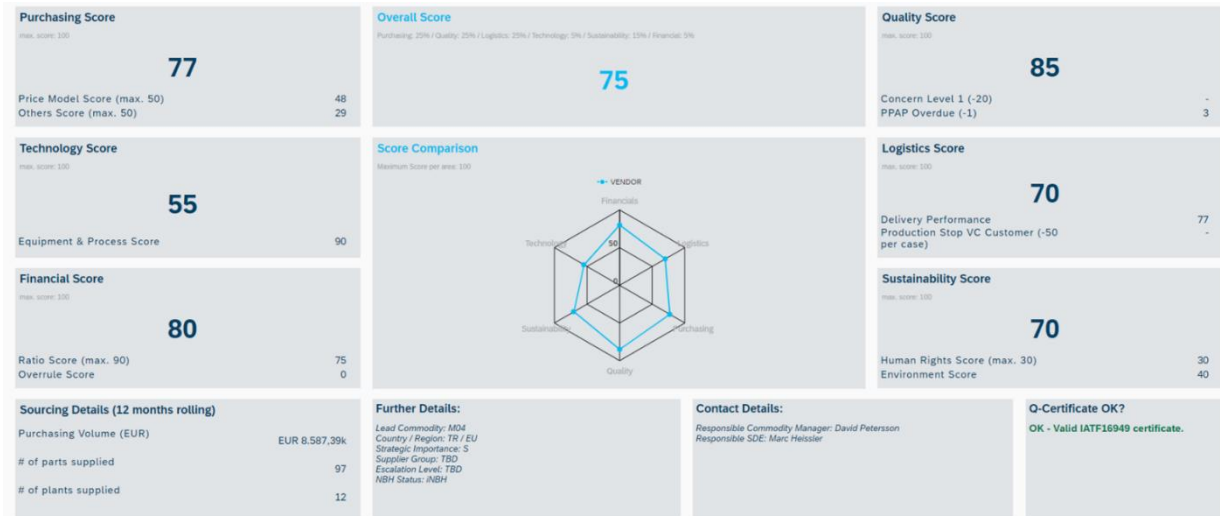 Purchasing Score
max. score: 100
77
Price Model Score (max. 50) 48
Others Score (max. 50) 29
Overall Score
Purchasing: 25% / Quality: 25% / Logistics: 25% / Technology: 5% / Sustainability: 15% / Financial: 5%
75
Quality Score
max. score: 100
85
Concern Level 1 (-20) -
PPAP Overdue (-1) 3
Technology Score
max. score: 100
55
Equipment & Process Score 90
Score Comparison
Maximum Score per area: 100
VENDOR
Financials
Technology
50
Logistics
0
Sustainability
Purchasing
Quality
Logistics Score
max. score: 100
70
Delivery Performance 77
Production Stop VC Customer (-50
per case) -
Financial Score
max. score: 100
80
Ratio Score (max. 90) 75
Overrule Score 0
Sustainability Score
max. score: 100
70
Human Rights Score (max. 30) 30
Environment Score 40
Sourcing Details (12 months rolling)
Purchasing Volume (EUR) EUR 8.587,39k
# of parts supplied 97
# of plants supplied 12
Further Details:
Lead Commodity: M04
Country / Region: TR / EU
Strategic Importance: S
Supplier Group: TBD
Escalation Level: TBD
NBH Status: iNBH
Contact Details:
Responsible Commodity Manager: David Petersson
Responsible SDE: Marc Heissler
Q-Certificate OK?
OK - Valid IATF16949 certificate.